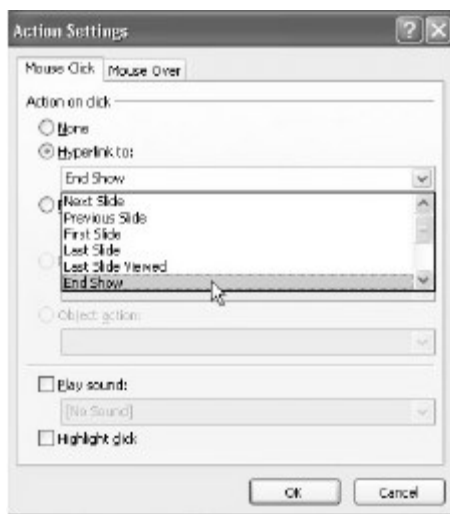 Action Settings
Mouse Click Mouse Over
Action on click
None
Hyperlink to:
End Show
Next Slide
Previous Slide
First Slide
Last Slide
Last Slide Viewed
End Show
Object action:
Play sound:
[No Sound]
Highlight click
OK Cancel